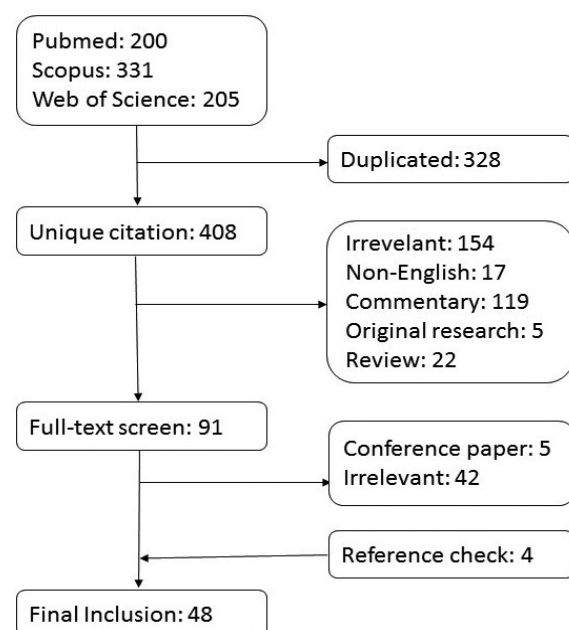 Pubmed: 200
Scopus: 331
Web of Science: 205
Duplicated: 328
Unique citation: 408
Irrevelant: 154
Non-English: 17
Commentary: 119
Original research: 5
Review: 22
Full-text screen: 91
Conference paper: 5
Irrelevant: 42
Reference check: 4
Final Inclusion: 48